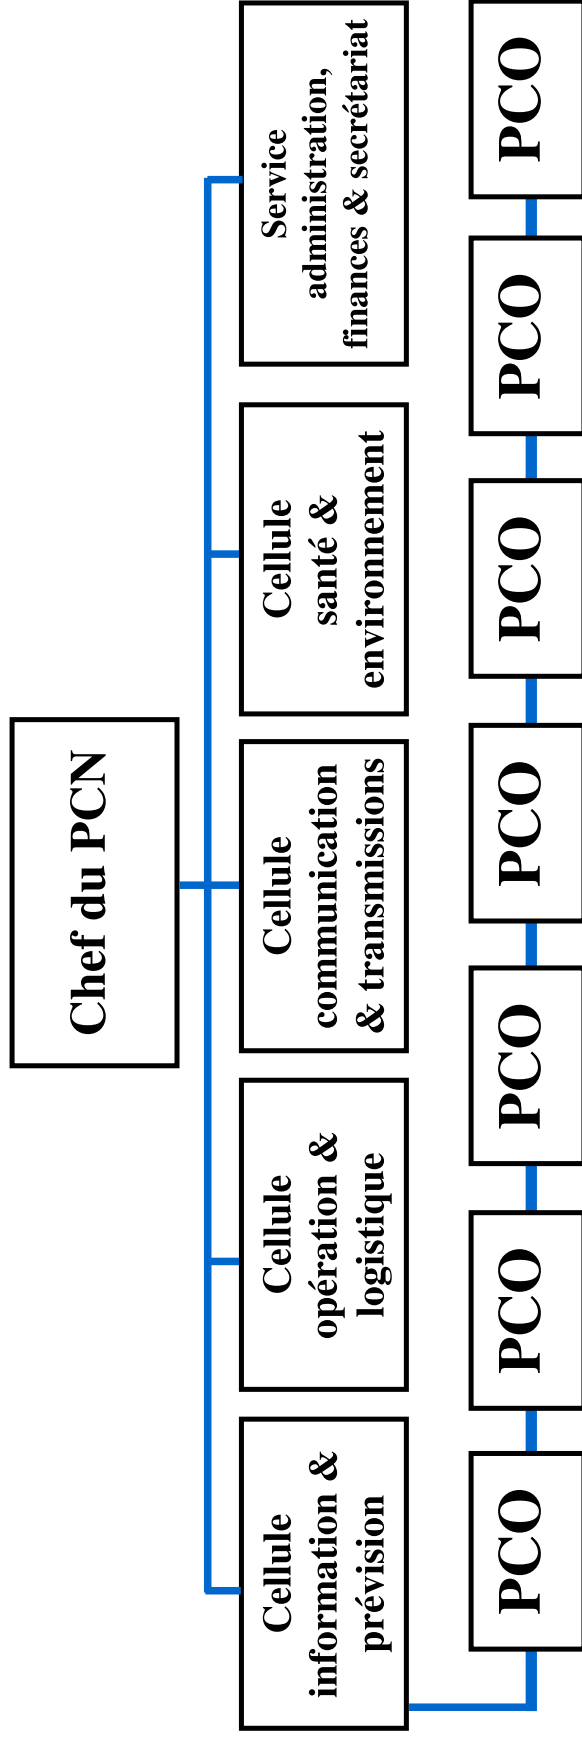 Chef du PCN
Cellule
information &
prévision
Cellule
opération &
logistique
Cellule
communication
& transmissions
Cellule
santé &
environnement
Service
administration,
finances & secrétariat
PCO
PCO
PCO
PCO
PCO
PCO
PCO